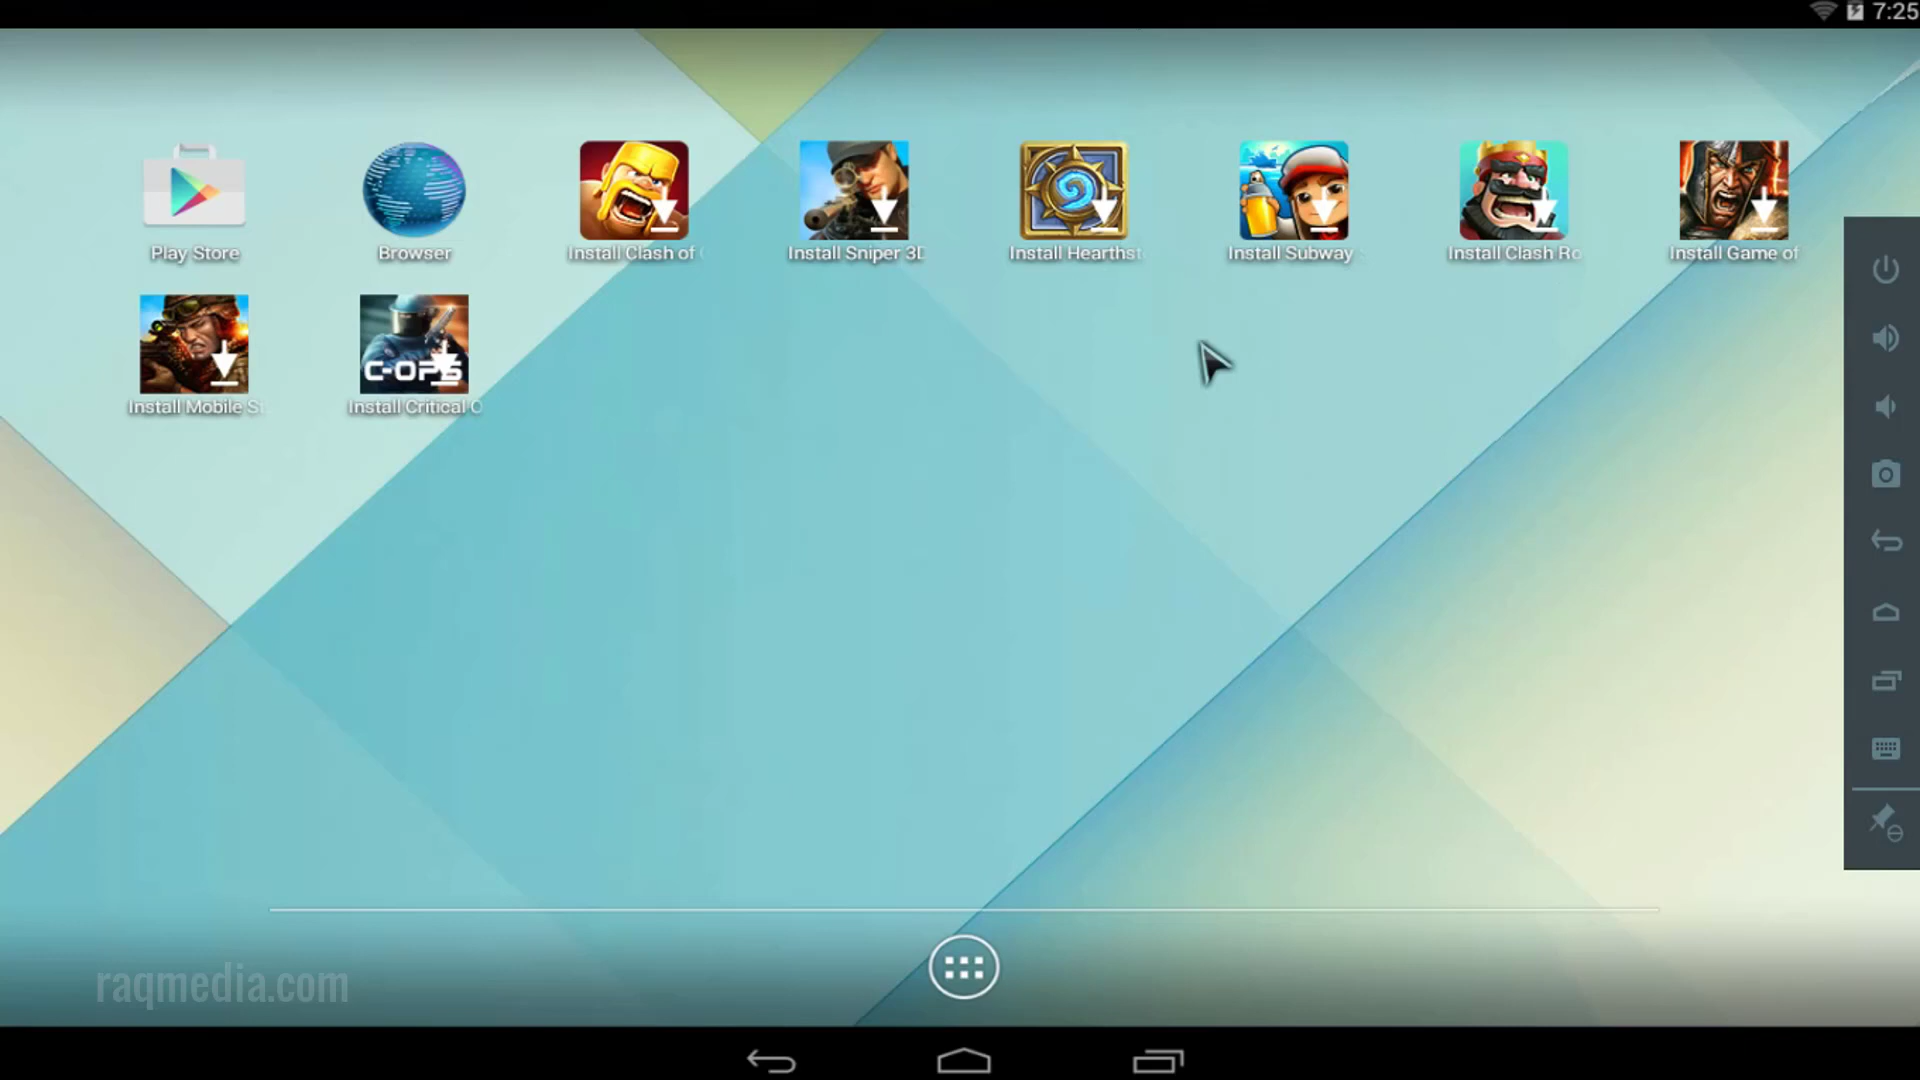 7:25
Play Store
Browser
Install Clash of
Install Sniper 3D
Install Hearthst
Install Subway
Install Clash Ro
Install Game of
C-OPS
Install Mobile St
Install Critical O
raqmedia.com